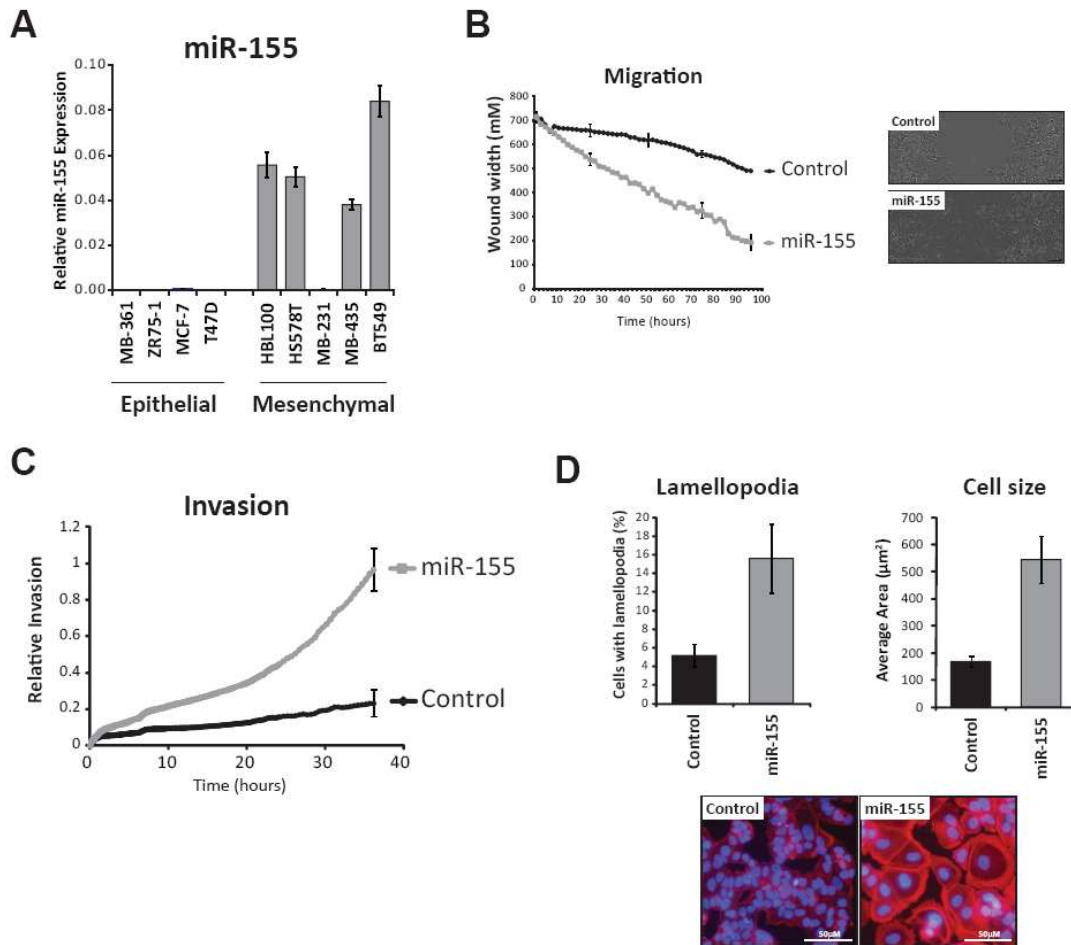 A
miR-155
Relative miR-155 Expression
0.10
0.08
0.06
0.04
0.02
0.00
MB-361
ZR75-1
MCF-7
T47D
HBL100
HS578T
MB-231
MB-435
BT549
Epithelial
Mesenchymal
B
Migration
Wound width (mM)
800
700
600
500
400
300
200
100
0
0 10 20 30 40 50 60 70 80 90 100
Time (hours)
Control
miR-155
Control
miR-155
C
Invasion
Relative Invasion
1.2
1
0.8
0.6
0.4
0.2
0
0 10 20 30 40
Time (hours)
miR-155
Control
D
Lamellopodia
Cells with lamellopodia (%)
20
18
16
14
12
10
8
6
4
2
0
Control
miR-155
Cell size
Average Area (µm²)
700
600
500
400
300
200
100
0
Control
miR-155
Control
50µM
miR-155
50µM